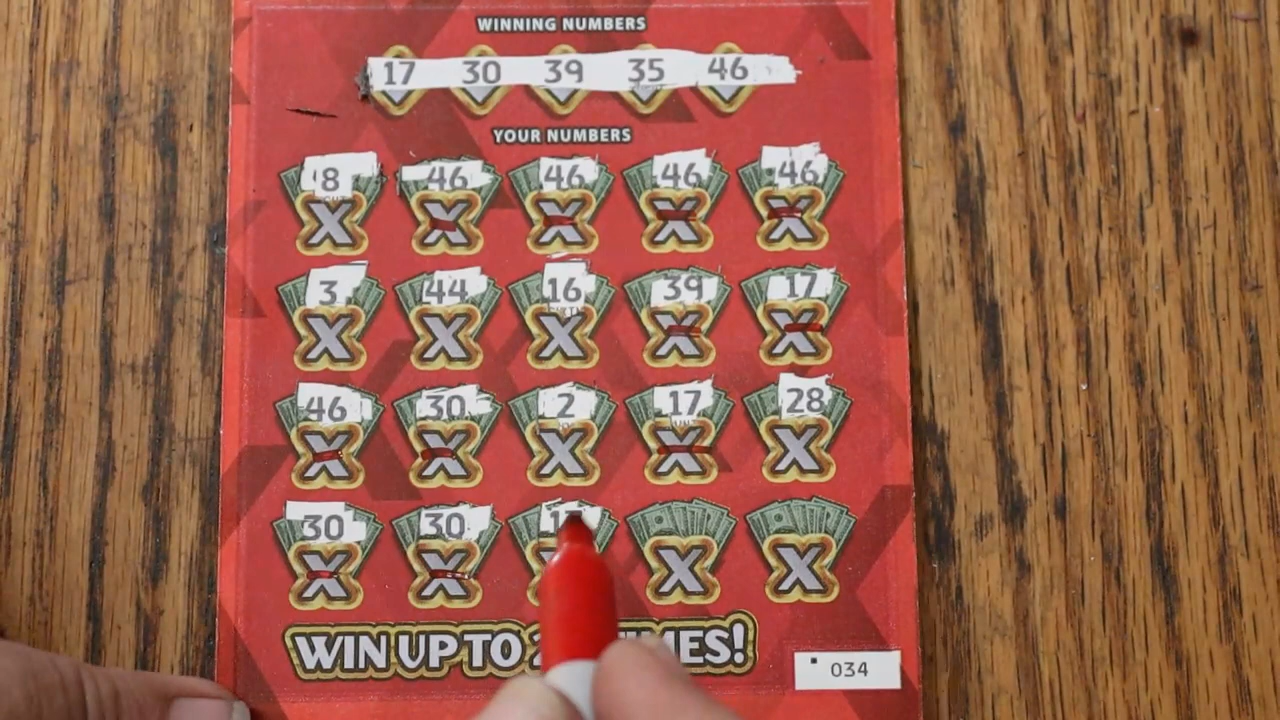 WINNING NUMBERS
17 30 39 35 46
YOUR NUMBERS
8 46 46 46 46
X X X X X
3 44 16 39 17
X X X X X
46 30 2 17 28
X X X X X
30 30
X X X X
WIN UP TO
034